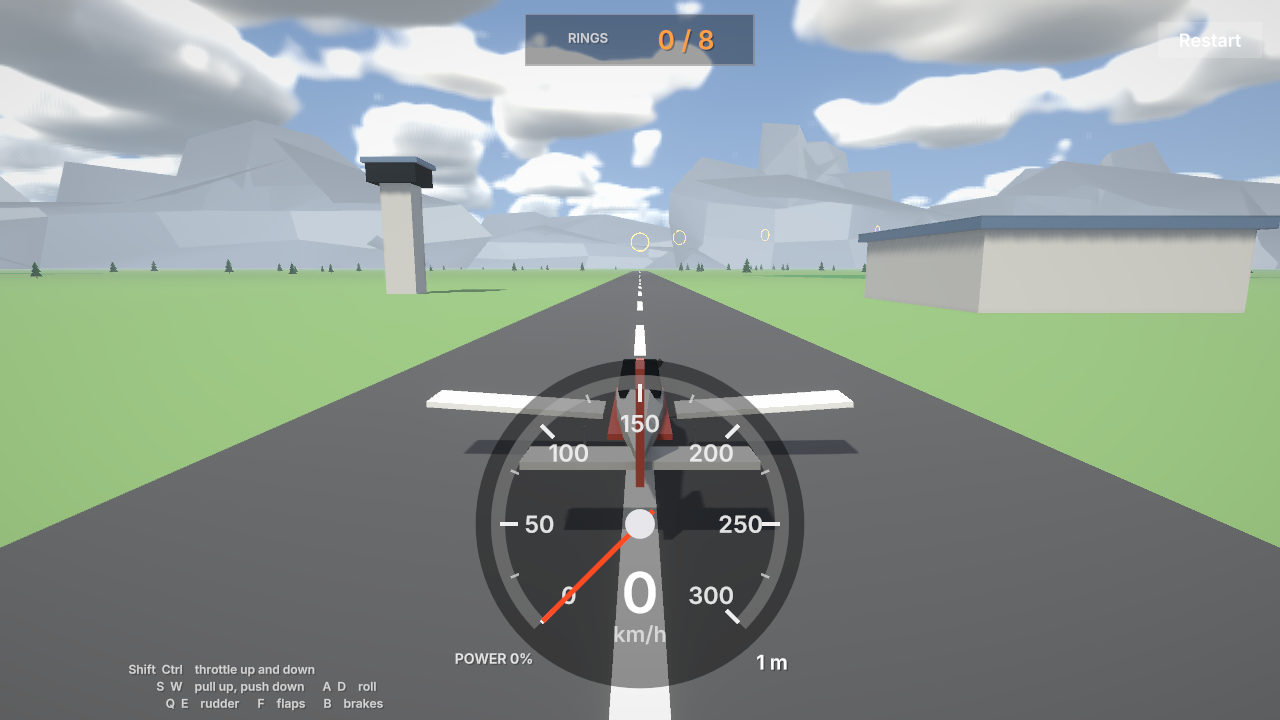 RINGS 0 / 8
Restart
150
100 200
50 250
0 300
0
km/h
POWER 0% 1 m
Shift Ctrl throttle up and down
S W pull up, push down A D roll
Q E rudder F flaps B brakes